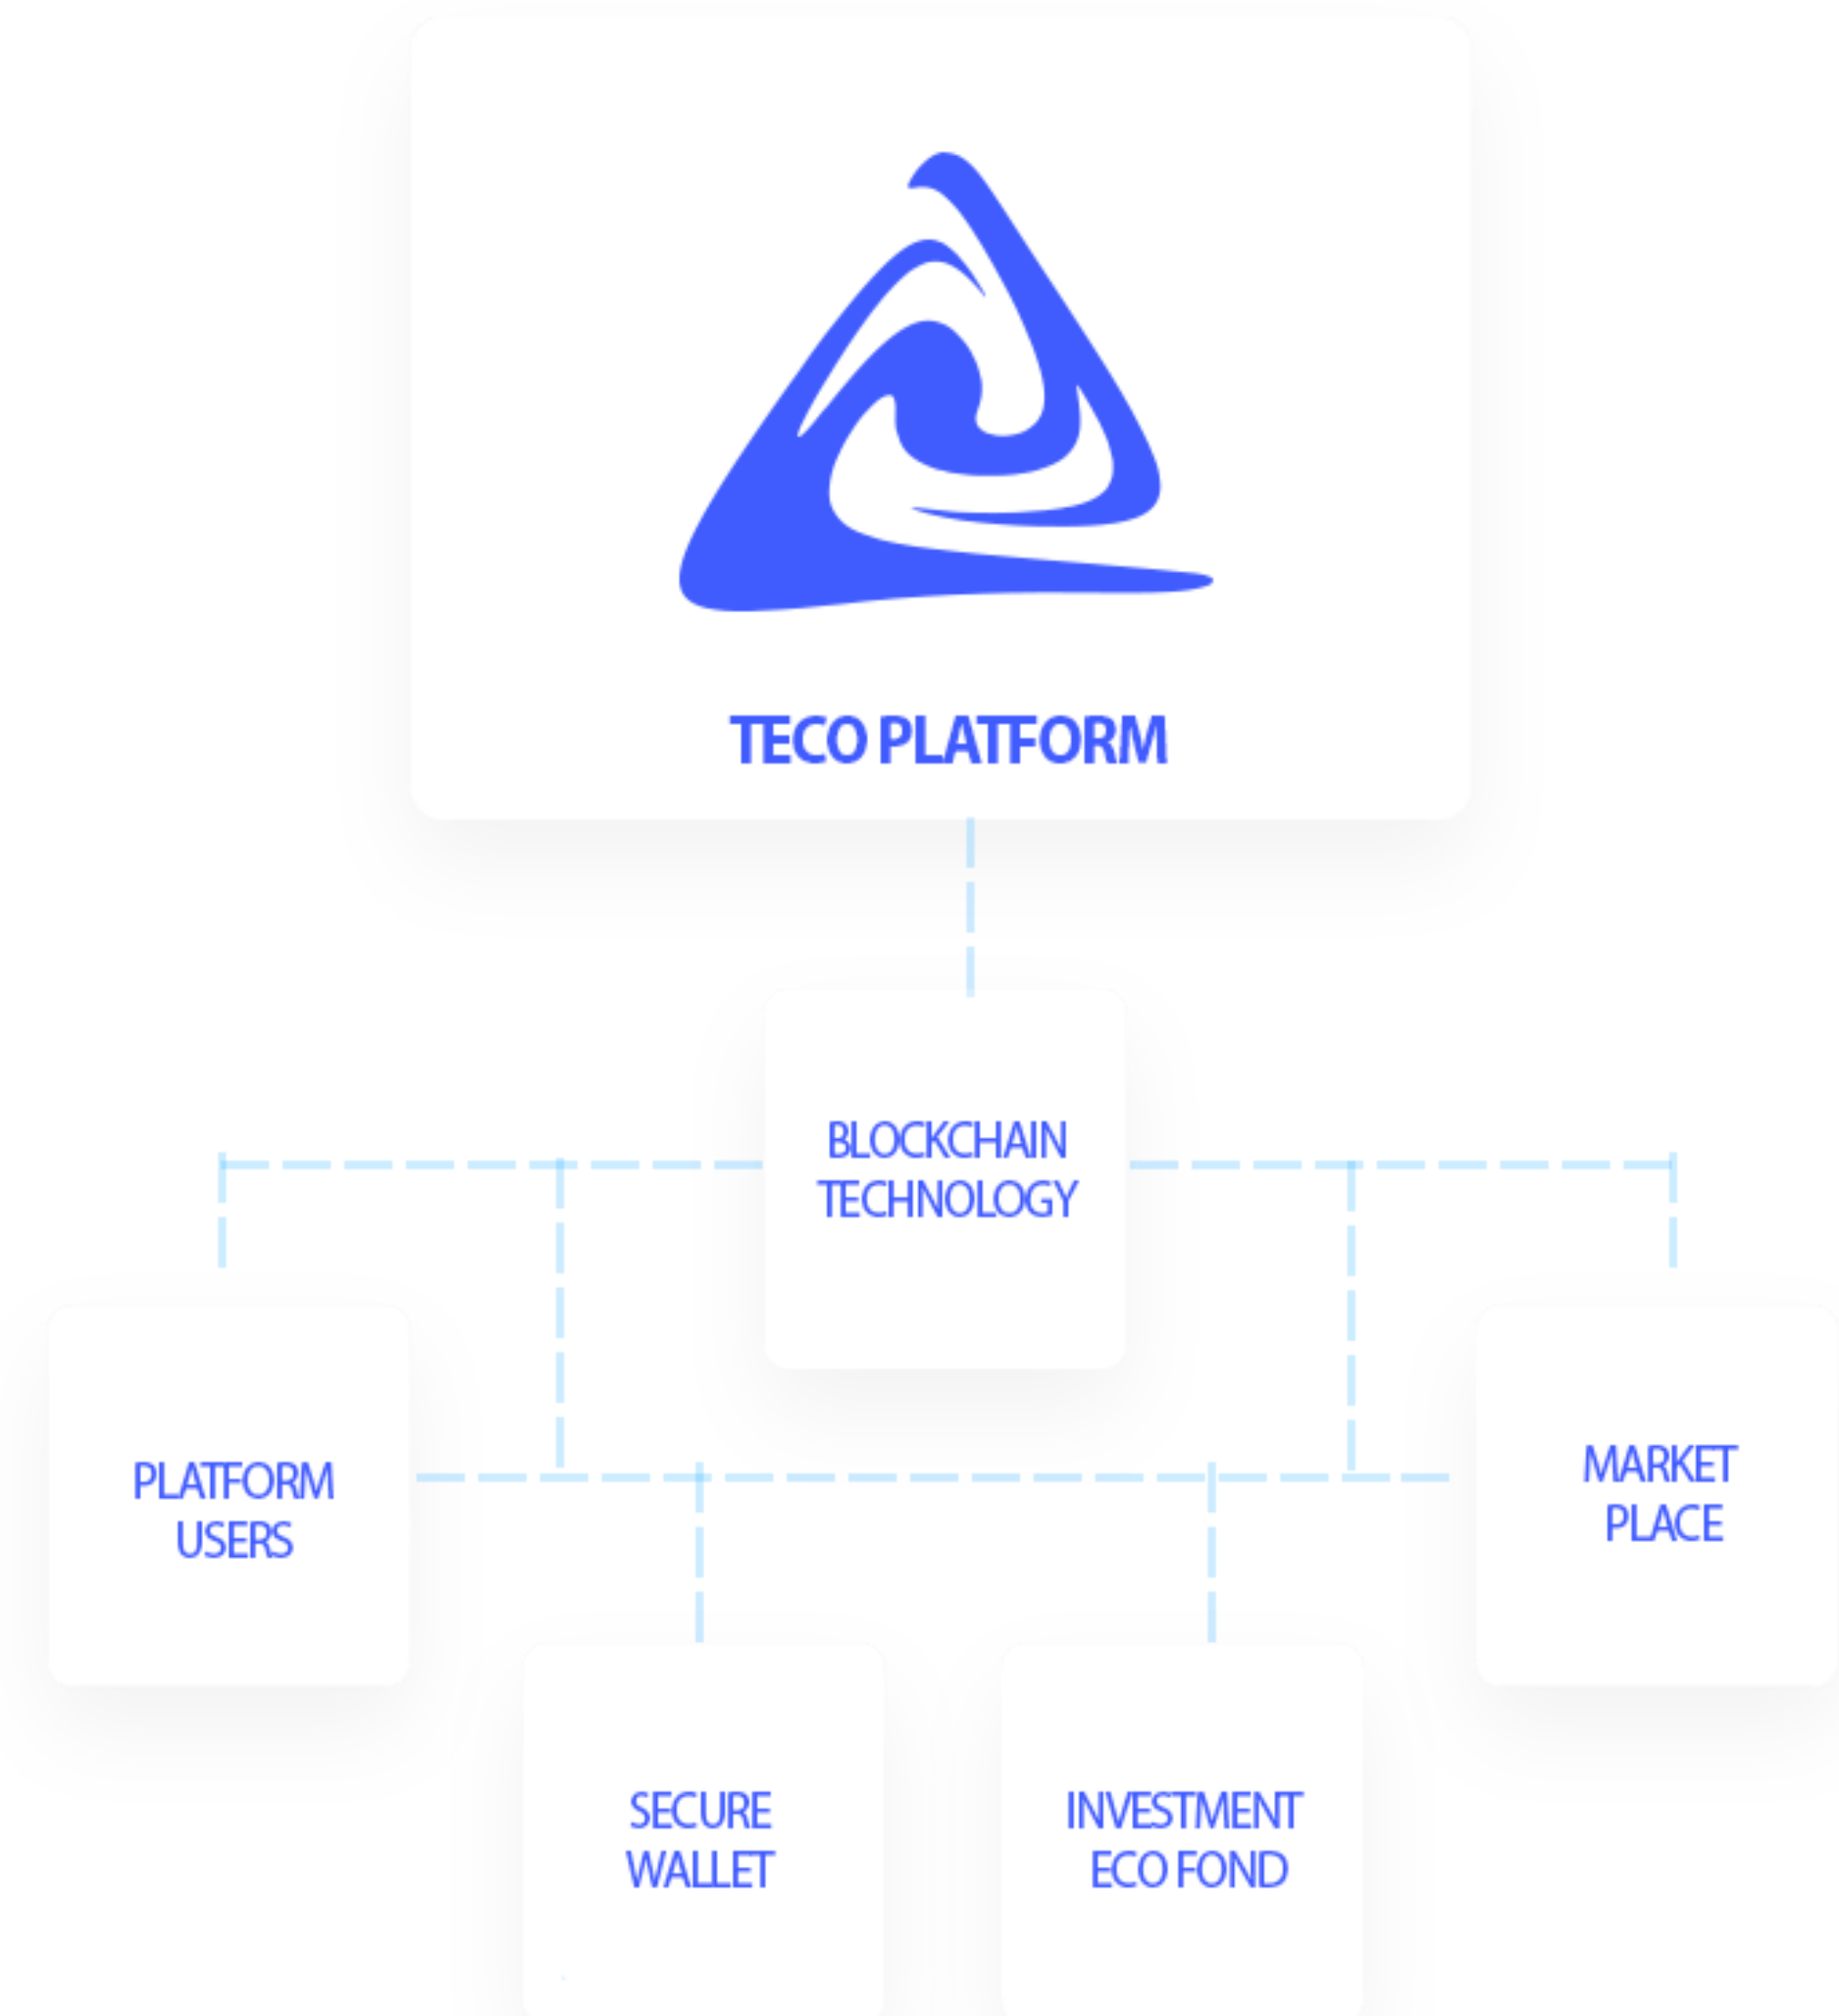 TECO PLATFORM
BLOCKCHAIN
TECHNOLOGY
PLATFORM
USERS
MARKET
PLACE
SECURE
WALLET
INVESTMENT
ECO FOND